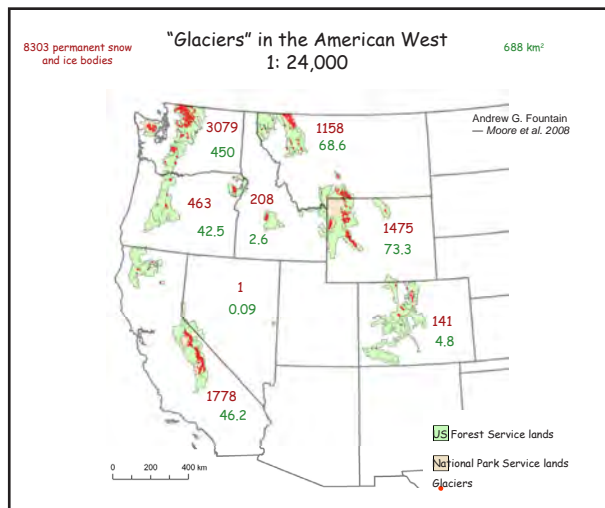 “Glaciers” in the American West
1: 24,000
8303 permanent snow
and ice bodies
688 km²
Andrew G. Fountain
— Moore et al. 2008
3079
450
1158
68.6
463
42.5
208
2.6
1475
73.3
1
0.09
141
4.8
1778
46.2
US Forest Service lands
National Park Service lands
Glaciers
0 200 400 km